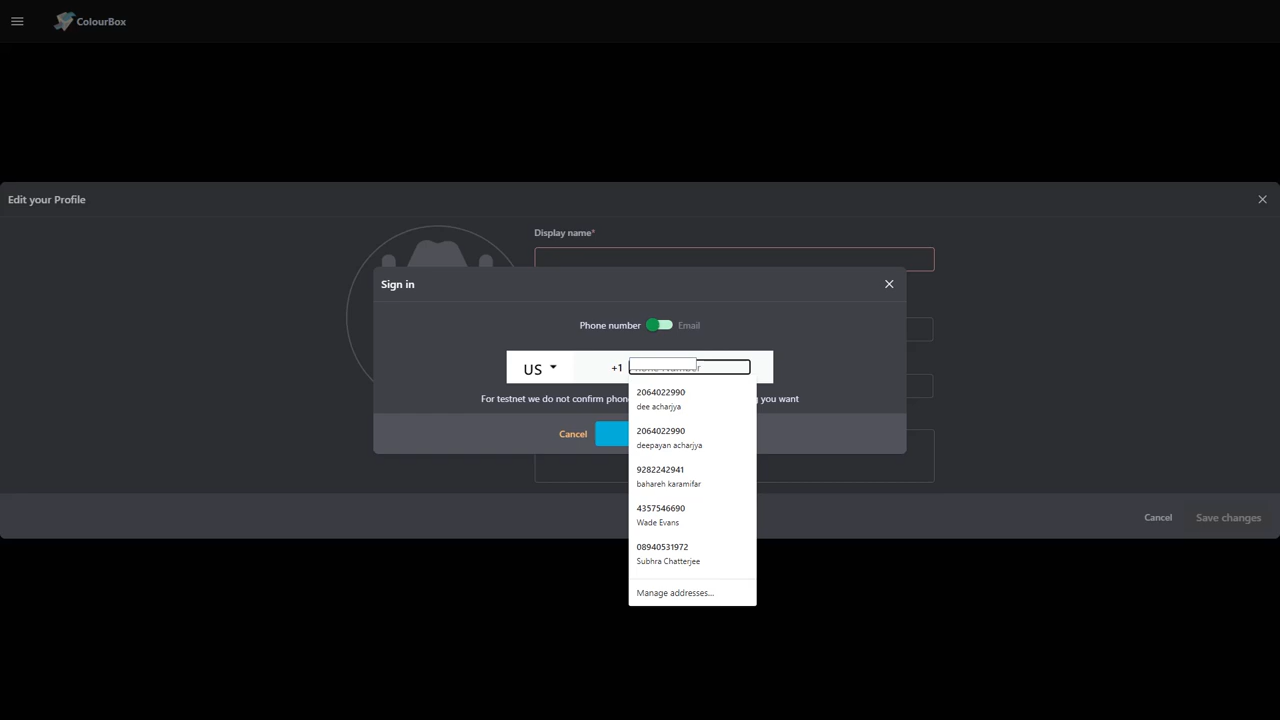 ColourBox
Edit your Profile
Display name*
Sign in
Phone number Email
US +1
2064022990
dee acharjya
For testnet we do not confirm g you want
2064022990
deepayan acharjya
Cancel
9282242941
bahareh karamifar
4357546690
Wade Evans
Cancel Save changes
08940531972
Subhra Chatterjee
Manage addresses...